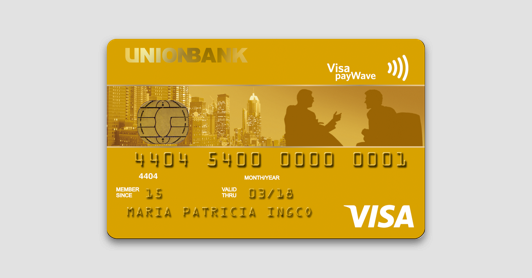 UNIONBANK
Visa
payWave
4404 5400 0000 0001
4404
MONTH/YEAR
MEMBER SINCE 15 VALID THRU 03/18
MARIA PATRICIA INGCO
VISA